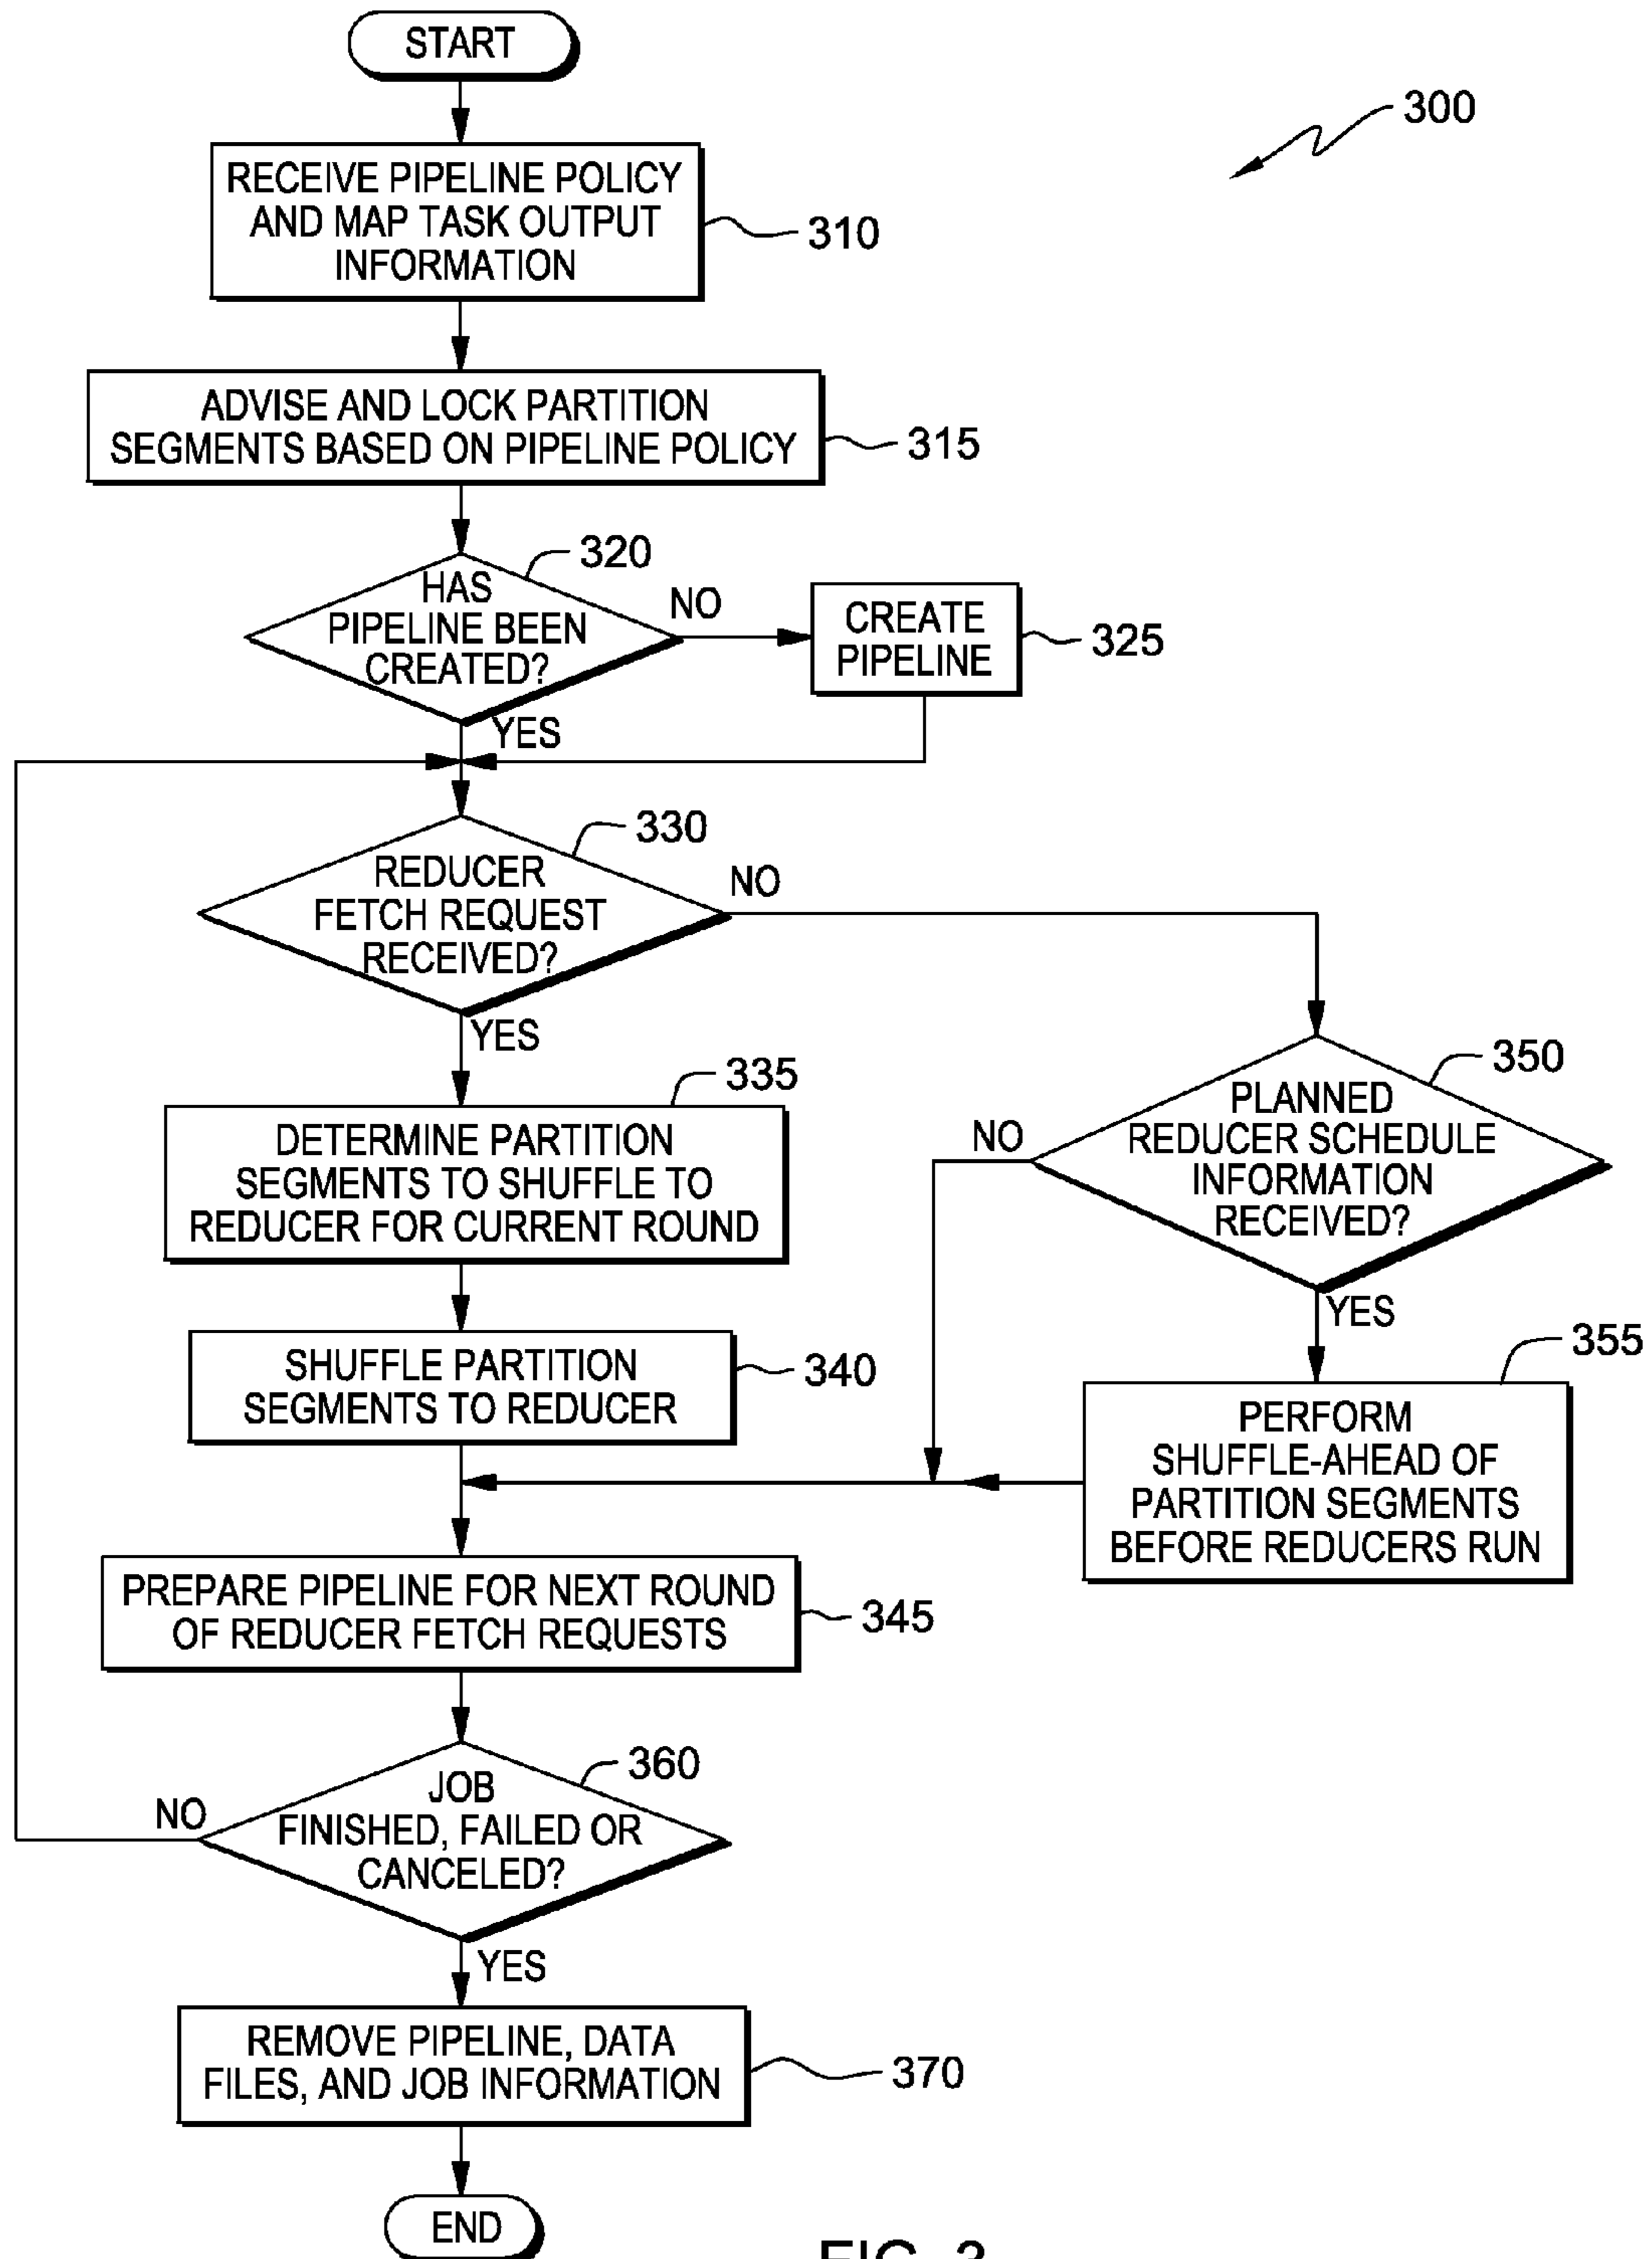 START
300
RECEIVE PIPELINE POLICY
AND MAP TASK OUTPUT
INFORMATION
310
ADVISE AND LOCK PARTITION
SEGMENTS BASED ON PIPELINE POLICY
315
320
HAS
PIPELINE BEEN
CREATED?
NO
CREATE
PIPELINE
325
YES
330
REDUCER
FETCH REQUEST
RECEIVED?
NO
YES
335
DETERMINE PARTITION
SEGMENTS TO SHUFFLE TO
REDUCER FOR CURRENT ROUND
350
PLANNED
REDUCER SCHEDULE
INFORMATION
RECEIVED?
NO
YES
SHUFFLE PARTITION
SEGMENTS TO REDUCER
340
355
PERFORM
SHUFFLE-AHEAD OF
PARTITION SEGMENTS
BEFORE REDUCERS RUN
PREPARE PIPELINE FOR NEXT ROUND
OF REDUCER FETCH REQUESTS
345
360
JOB
FINISHED, FAILED OR
CANCELED?
NO
YES
REMOVE PIPELINE, DATA
FILES, AND JOB INFORMATION
370
END
FIG. 3